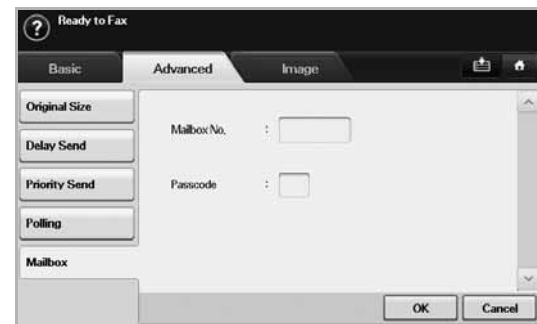 ? Ready to Fax
Basic Advanced Image
Original Size
Delay Send
Priority Send
Polling
Mailbox
Mailbox No. :
Passcode :
OK Cancel